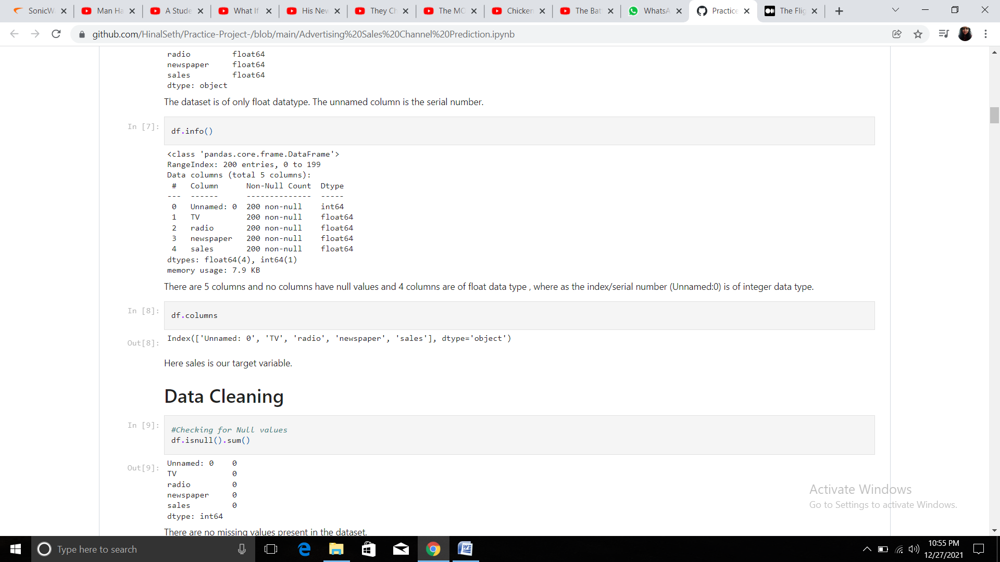 SonicW
Man Ha
A Stude
What If
His New
They Ch
The MC
Chicken
The Bat
WhatsA
Practice
The Flig
github.com/HinalSeth/Practice-Project-/blob/main/Advertising%20Sales%20Channel%20Prediction.ipynb
radio float64
newspaper float64
sales float64
dtype: object
The dataset is of only float datatype. The unnamed column is the serial number.
In [7]:
df.info()
<class 'pandas.core.frame.DataFrame'>
RangeIndex: 200 entries, 0 to 199
Data columns (total 5 columns):
# Column Non-Null Count Dtype
--- ------ -------------- -----
0 Unnamed: 0 200 non-null int64
1 TV 200 non-null float64
2 radio 200 non-null float64
3 newspaper 200 non-null float64
4 sales 200 non-null float64
dtypes: float64(4), int64(1)
memory usage: 7.9 KB
There are 5 columns and no columns have null values and 4 columns are of float data type , where as the index/serial number (Unnamed:0) is of integer data type.
In [8]:
df.columns
Out[8]:
Index(['Unnamed: 0', 'TV', 'radio', 'newspaper', 'sales'], dtype='object')
Here sales is our target variable.
Data Cleaning
In [9]:
#Checking for Null values
df.isnull().sum()
Out[9]:
Unnamed: 0 0
TV 0
radio 0
newspaper 0
sales 0
dtype: int64
There are no missing values present in the dataset.
Activate Windows
Go to Settings to activate Windows.
Type here to search
10:55 PM
12/27/2021